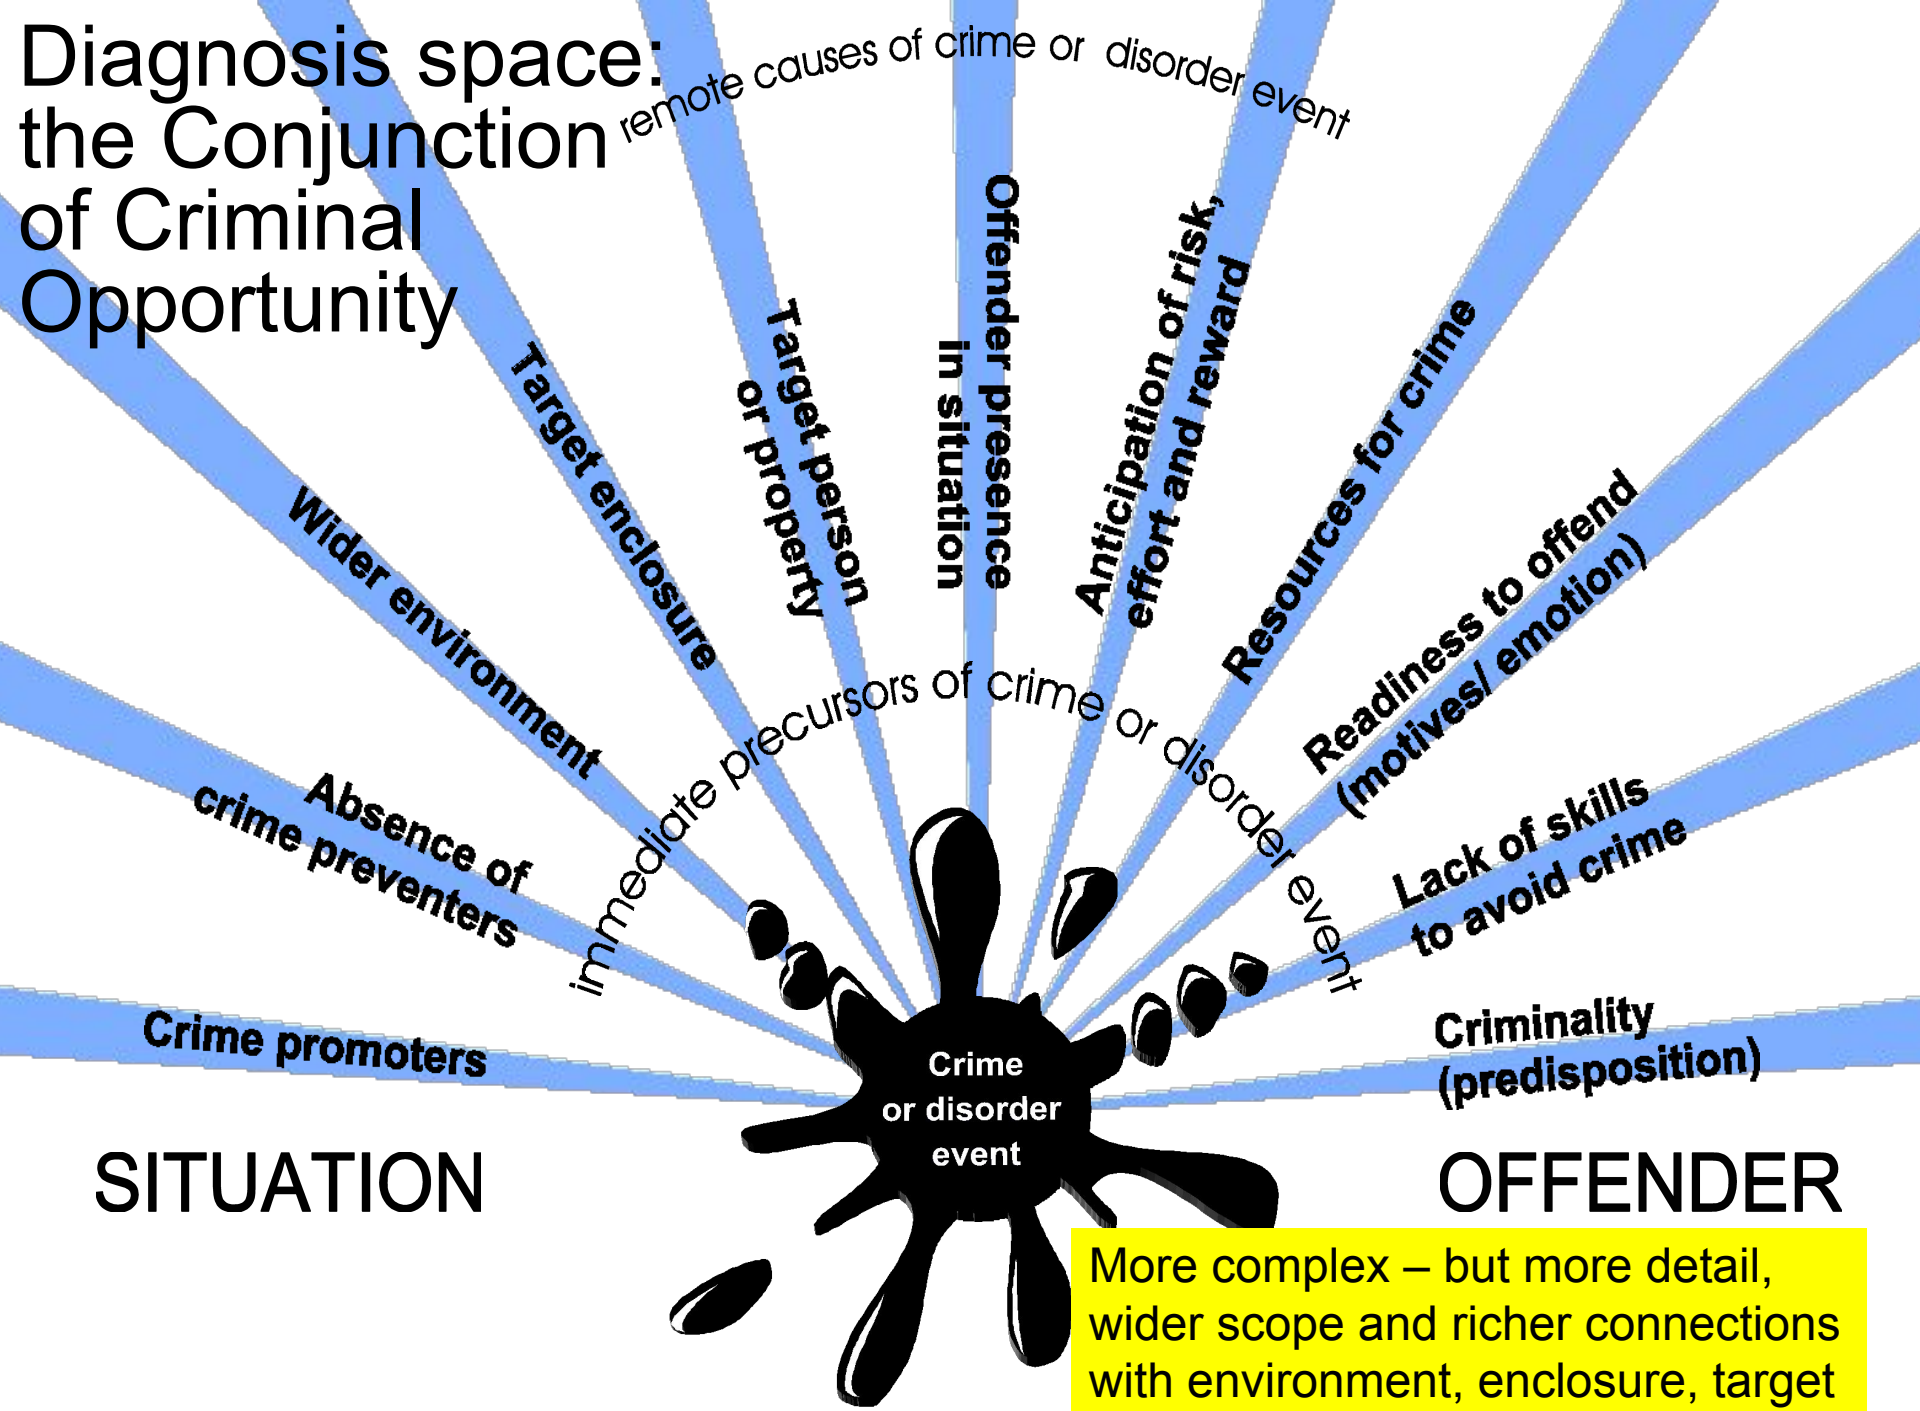 Diagnosis space:
the Conjunction
of Criminal
Opportunity
remote causes of crime or disorder event
Crime promoters
Absence of
crime preventers
Wider environment
Target enclosure
Target person
or property
Offender presence
in situation
Anticipation of risk,
effort and reward
Resources for crime
Readiness to offend
(motives/ emotion)
Lack of skills
to avoid crime
Criminality
(predisposition)
immediate precursors of crime or disorder event
Crime
or disorder
event
SITUATION
OFFENDER
More complex – but more detail,
wider scope and richer connections
with environment, enclosure, target